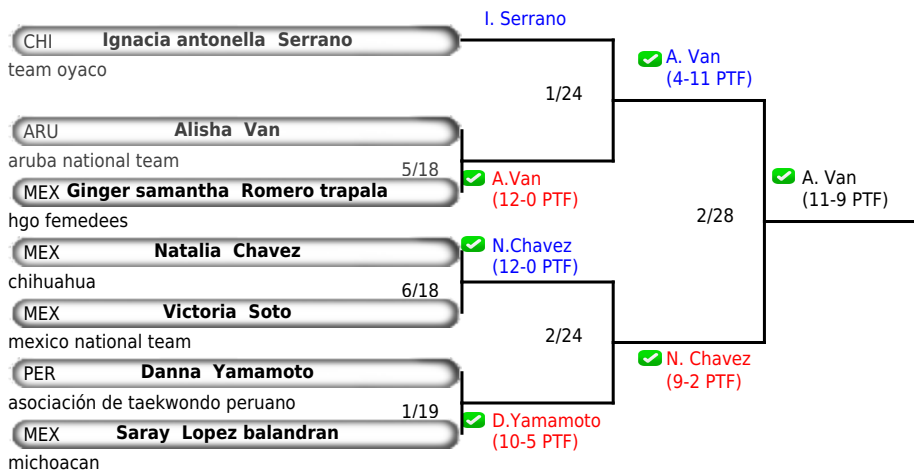 I. Serrano
CHI Ignacia antonella Serrano
team oyaco
A. Van
(4-11 PTF)
1/24
ARU Alisha Van
aruba national team
5/18
A.Van
(12-0 PTF)
MEX Ginger samantha Romero trapala
hgo femedees
A. Van
(11-9 PTF)
2/28
MEX Natalia Chavez
chihuahua
N.Chavez
(12-0 PTF)
6/18
MEX Victoria Soto
mexico national team
2/24
N. Chavez
(9-2 PTF)
PER Danna Yamamoto
asociación de taekwondo peruano
1/19
D.Yamamoto
(10-5 PTF)
MEX Saray Lopez balandran
michoacan